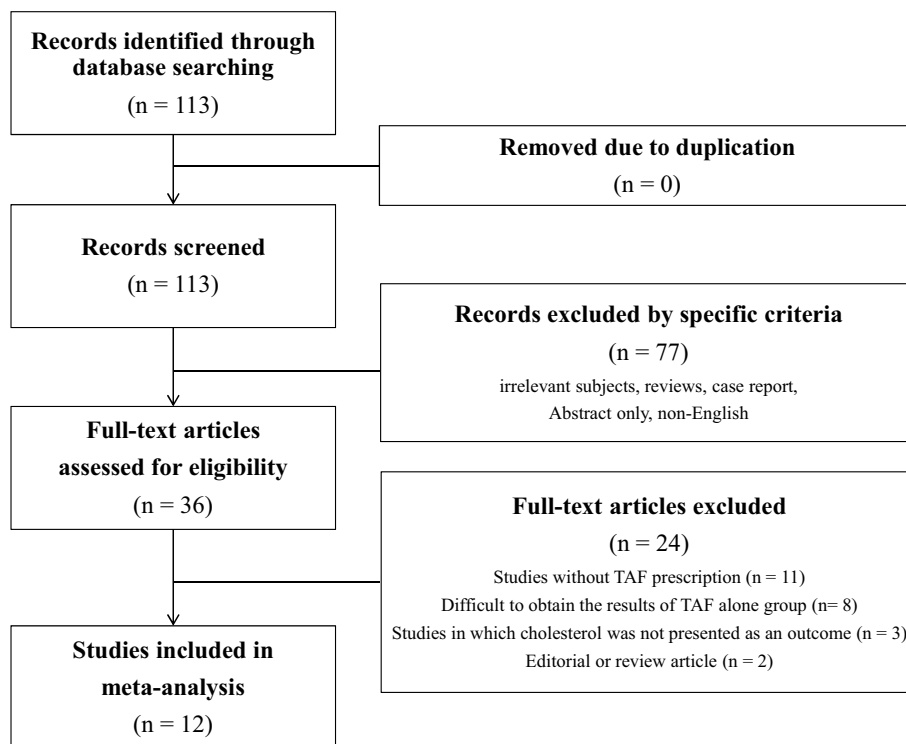 Records identified through
database searching
(n = 113)
Removed due to duplication
(n = 0)
Records screened
(n = 113)
Records excluded by specific criteria
(n = 77)
irrelevant subjects, reviews, case report,
Abstract only, non-English
Full-text articles
assessed for eligibility
(n = 36)
Full-text articles excluded
(n = 24)
Studies without TAF prescription (n = 11)
Difficult to obtain the results of TAF alone group (n= 8)
Studies in which cholesterol was not presented as an outcome (n = 3)
Editorial or review article (n = 2)
Studies included in
meta-analysis
(n = 12)